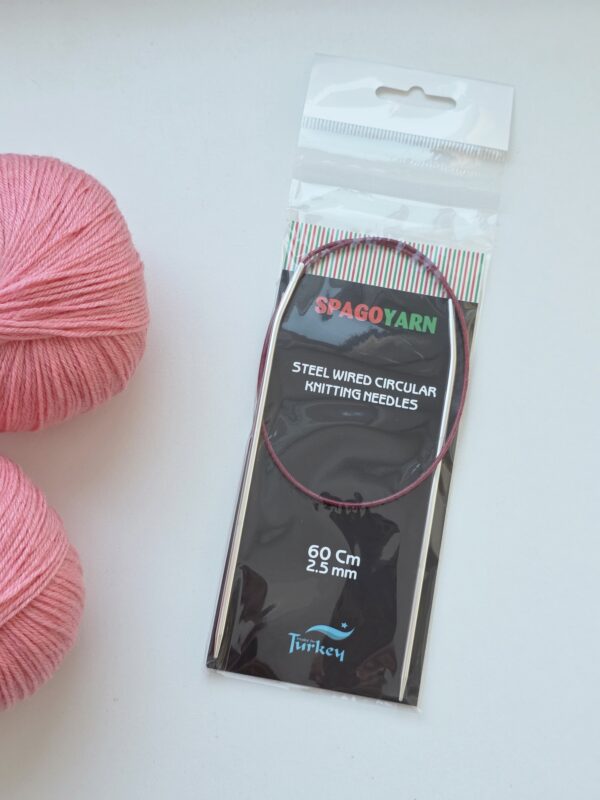 SPAGOYARN
STEEL WIRED CIRCULAR
KNITTING NEEDLES
60 Cm
2.5 mm
Turkey